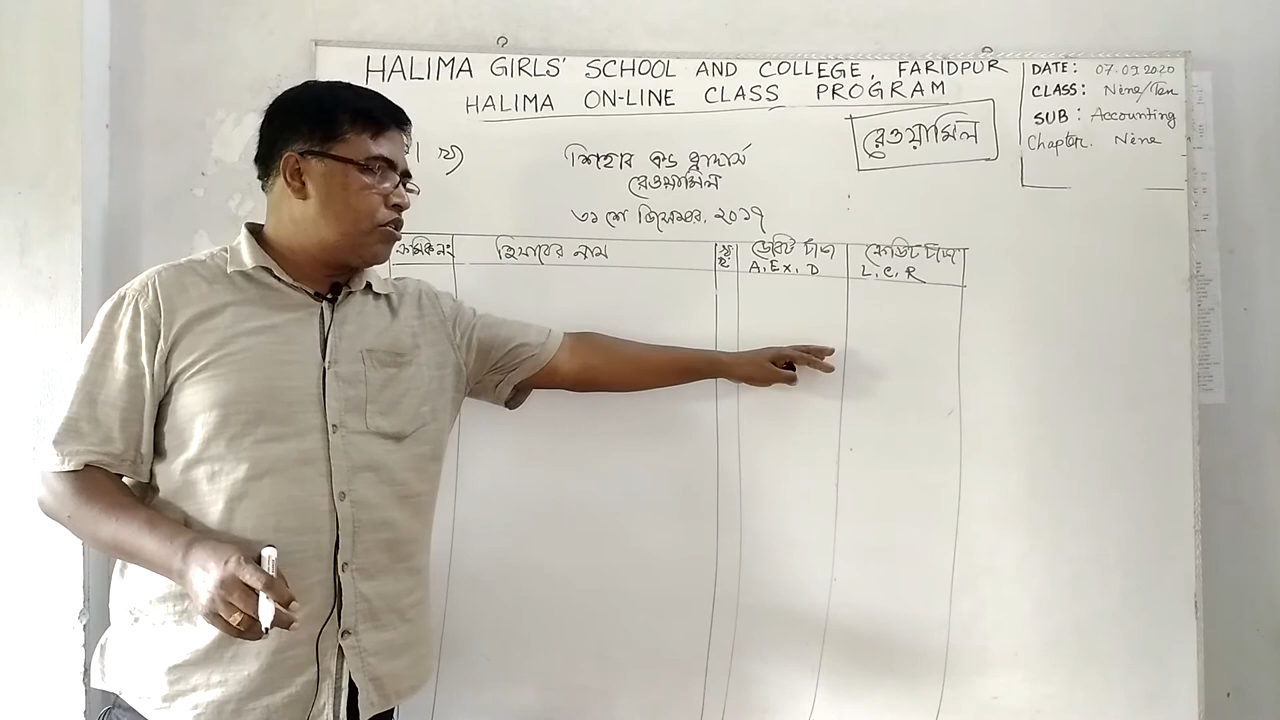 HALIMA GIRLS' SCHOOL AND COLLEGE, FARIDPUR
HALIMA ON-LINE CLASS PROGRAM
DATE: 07.09.2020
CLASS: Nine/Ten
SUB: Accounting
Chapter. Nine
রেওয়ামিল
খ)
শিহাব এন্ড ব্রাদার্স
রেওয়ামিল
৩১ শে ডিসেম্বর, ২০১৭
ক্রমিক নং হিসাবের নাম ডেবিট টাকা ক্রেডিট টাকা
A, Ex, D L, C, R